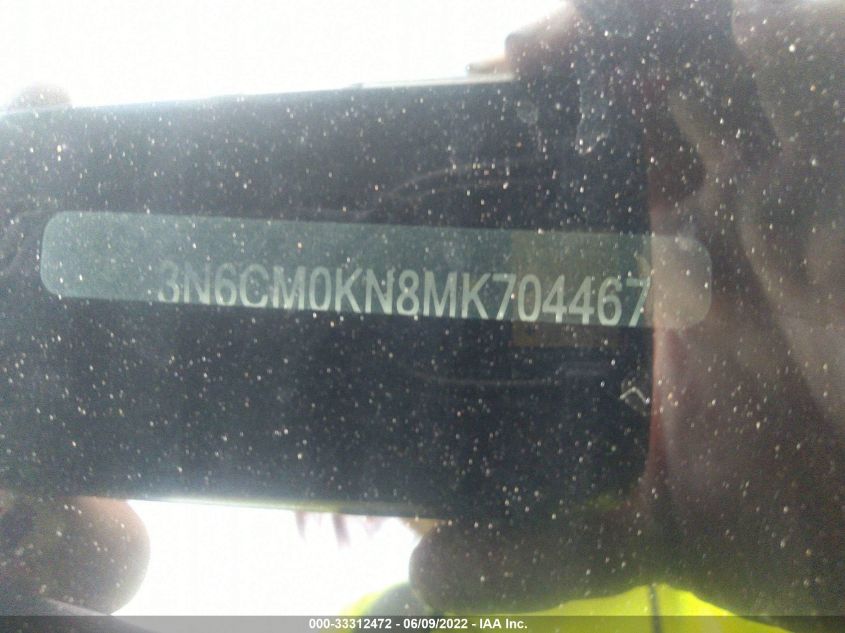 3N6CM0KN8MK704467
000-33312472 - 06/09/2022 - IAA Inc.